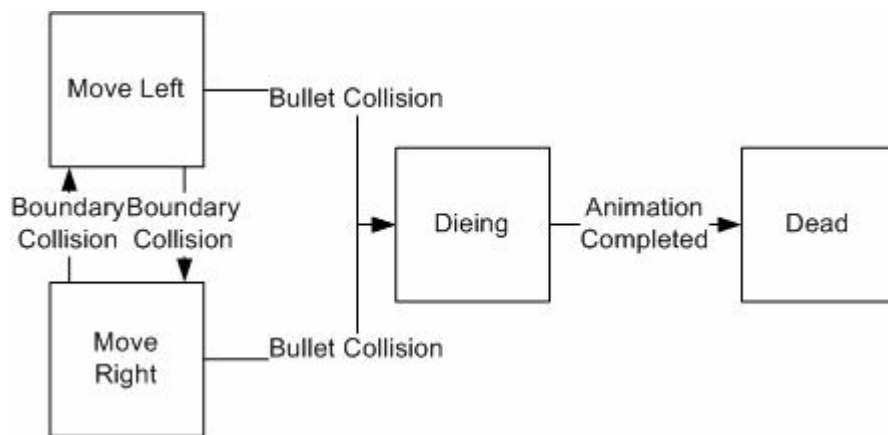 Move Left
Bullet Collision
Boundary
Collision
Boundary
Collision
Dieing
Animation
Completed
Dead
Move
Right
Bullet Collision